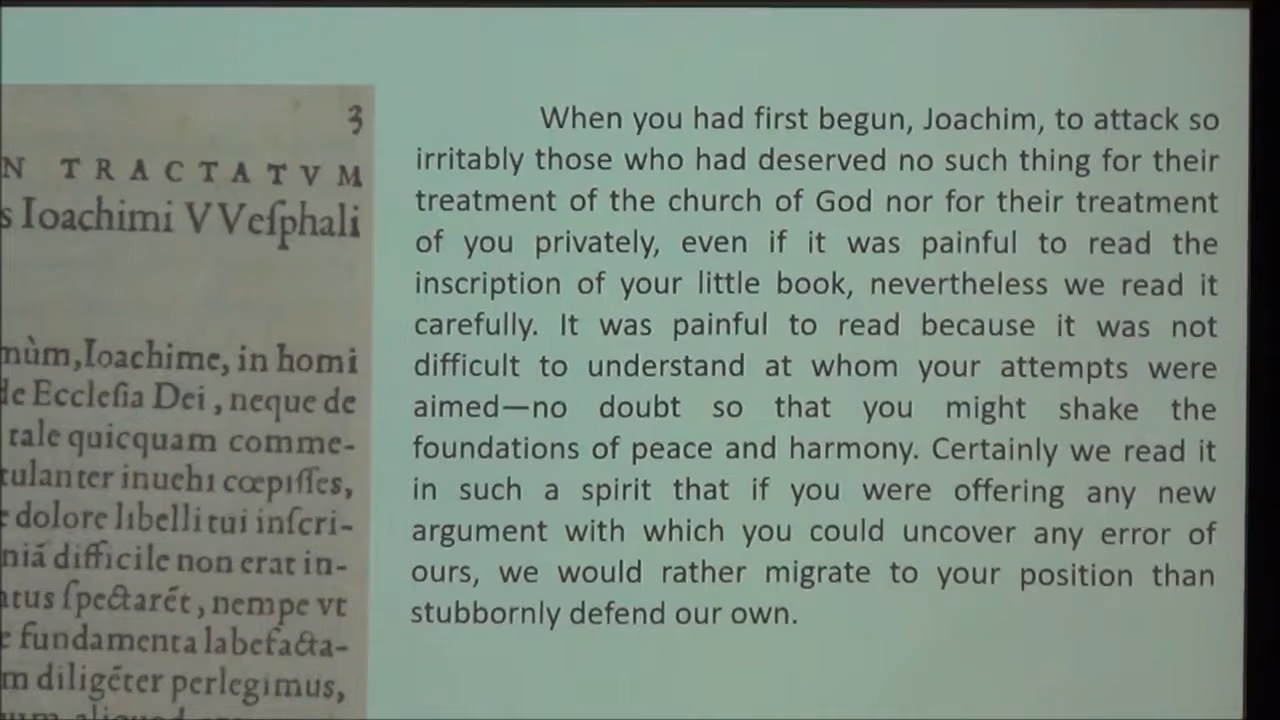 3
N TRACTATVM
s Ioachimi VVeſphali
mùm, Ioachime, in homi
de Eccleſia Dei, neque de
tale quicquam comme-
tulanter inuehi cœpiſſes,
e dolore libelli tui inſcri-
niã difficile non erat in-
atus ſpectarẽt, nempe vt
e fundamenta labefacta-
m diligẽter perlegimus,
When you had first begun, Joachim, to attack so
irritably those who had deserved no such thing for their
treatment of the church of God nor for their treatment
of you privately, even if it was painful to read the
inscription of your little book, nevertheless we read it
carefully. It was painful to read because it was not
difficult to understand at whom your attempts were
aimed—no doubt so that you might shake the
foundations of peace and harmony. Certainly we read it
in such a spirit that if you were offering any new
argument with which you could uncover any error of
ours, we would rather migrate to your position than
stubbornly defend our own.